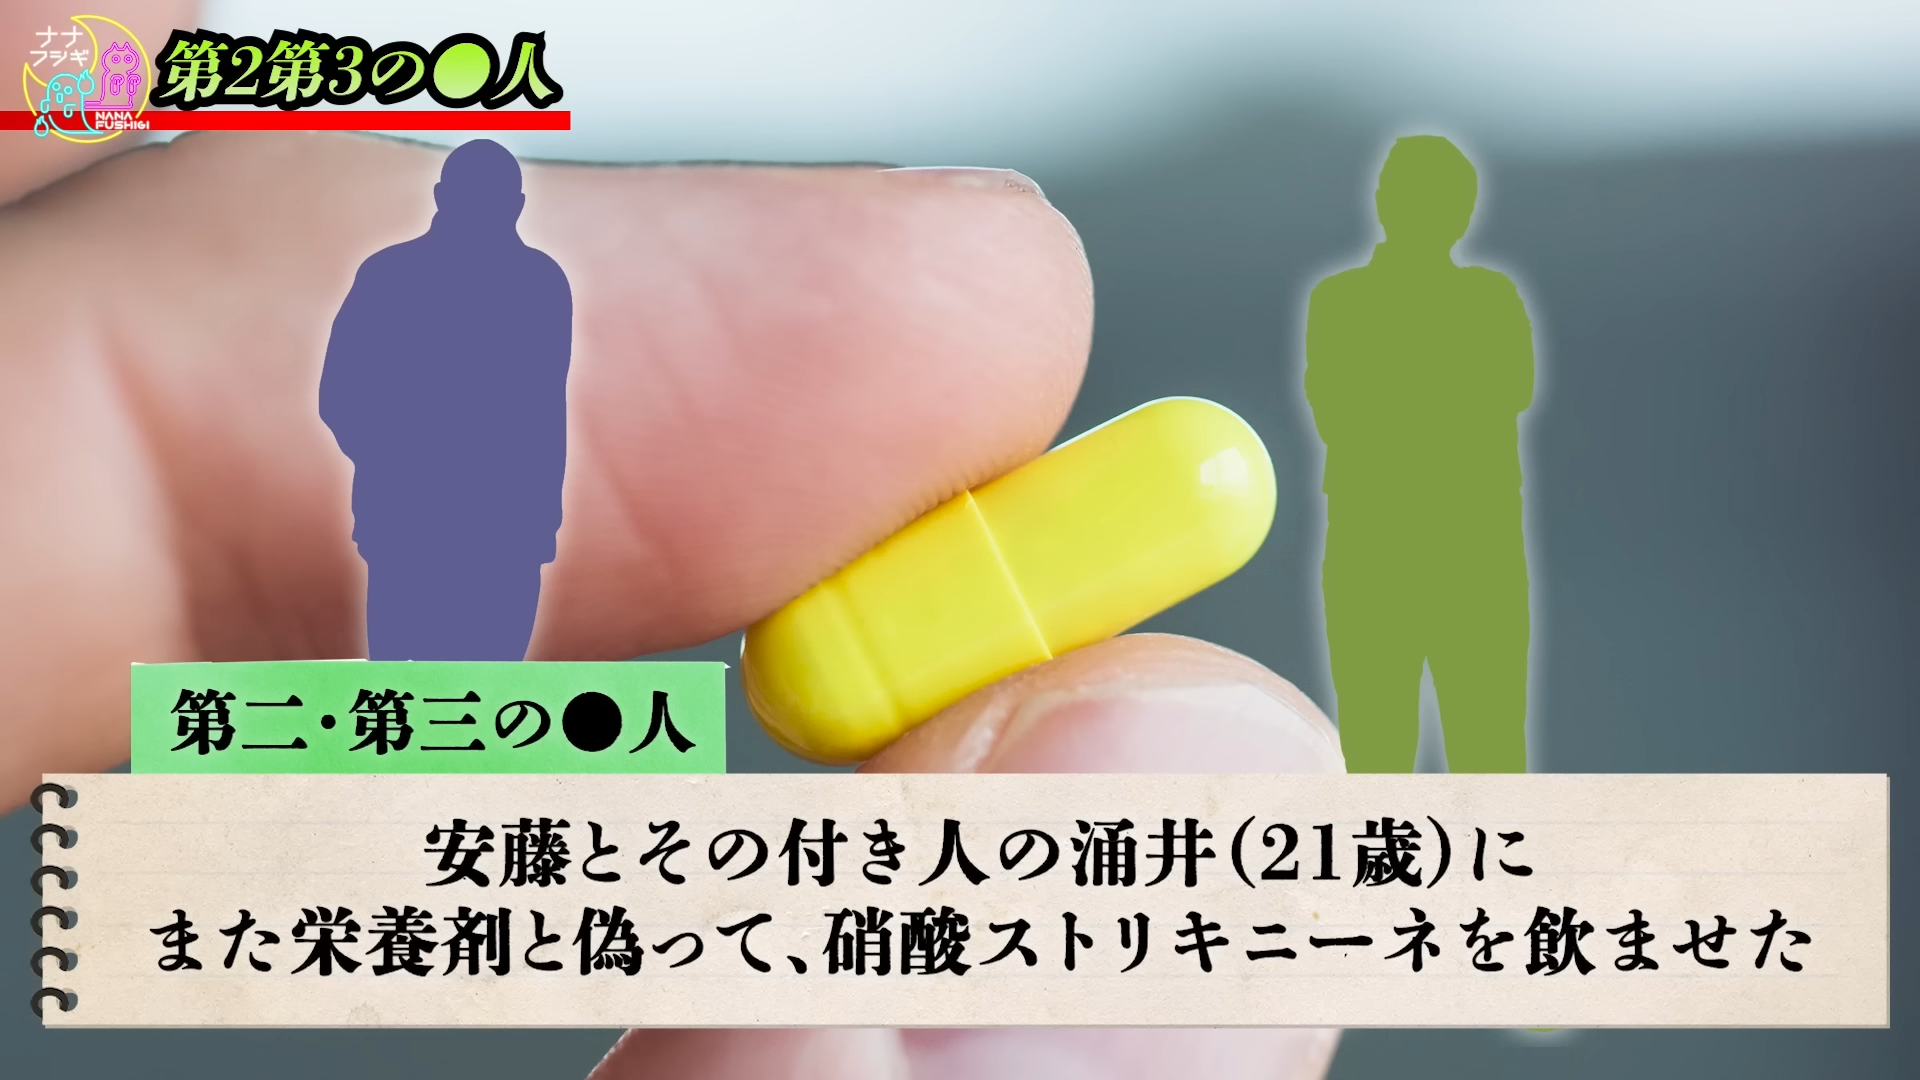 ナナ
フシギ
NANA
FUSHIGI
第2第3の●人
第二・第三の●人
安藤とその付き人の涌井(21歳)に
また栄養剤と偽って、硝酸ストリキニーネを飲ませた